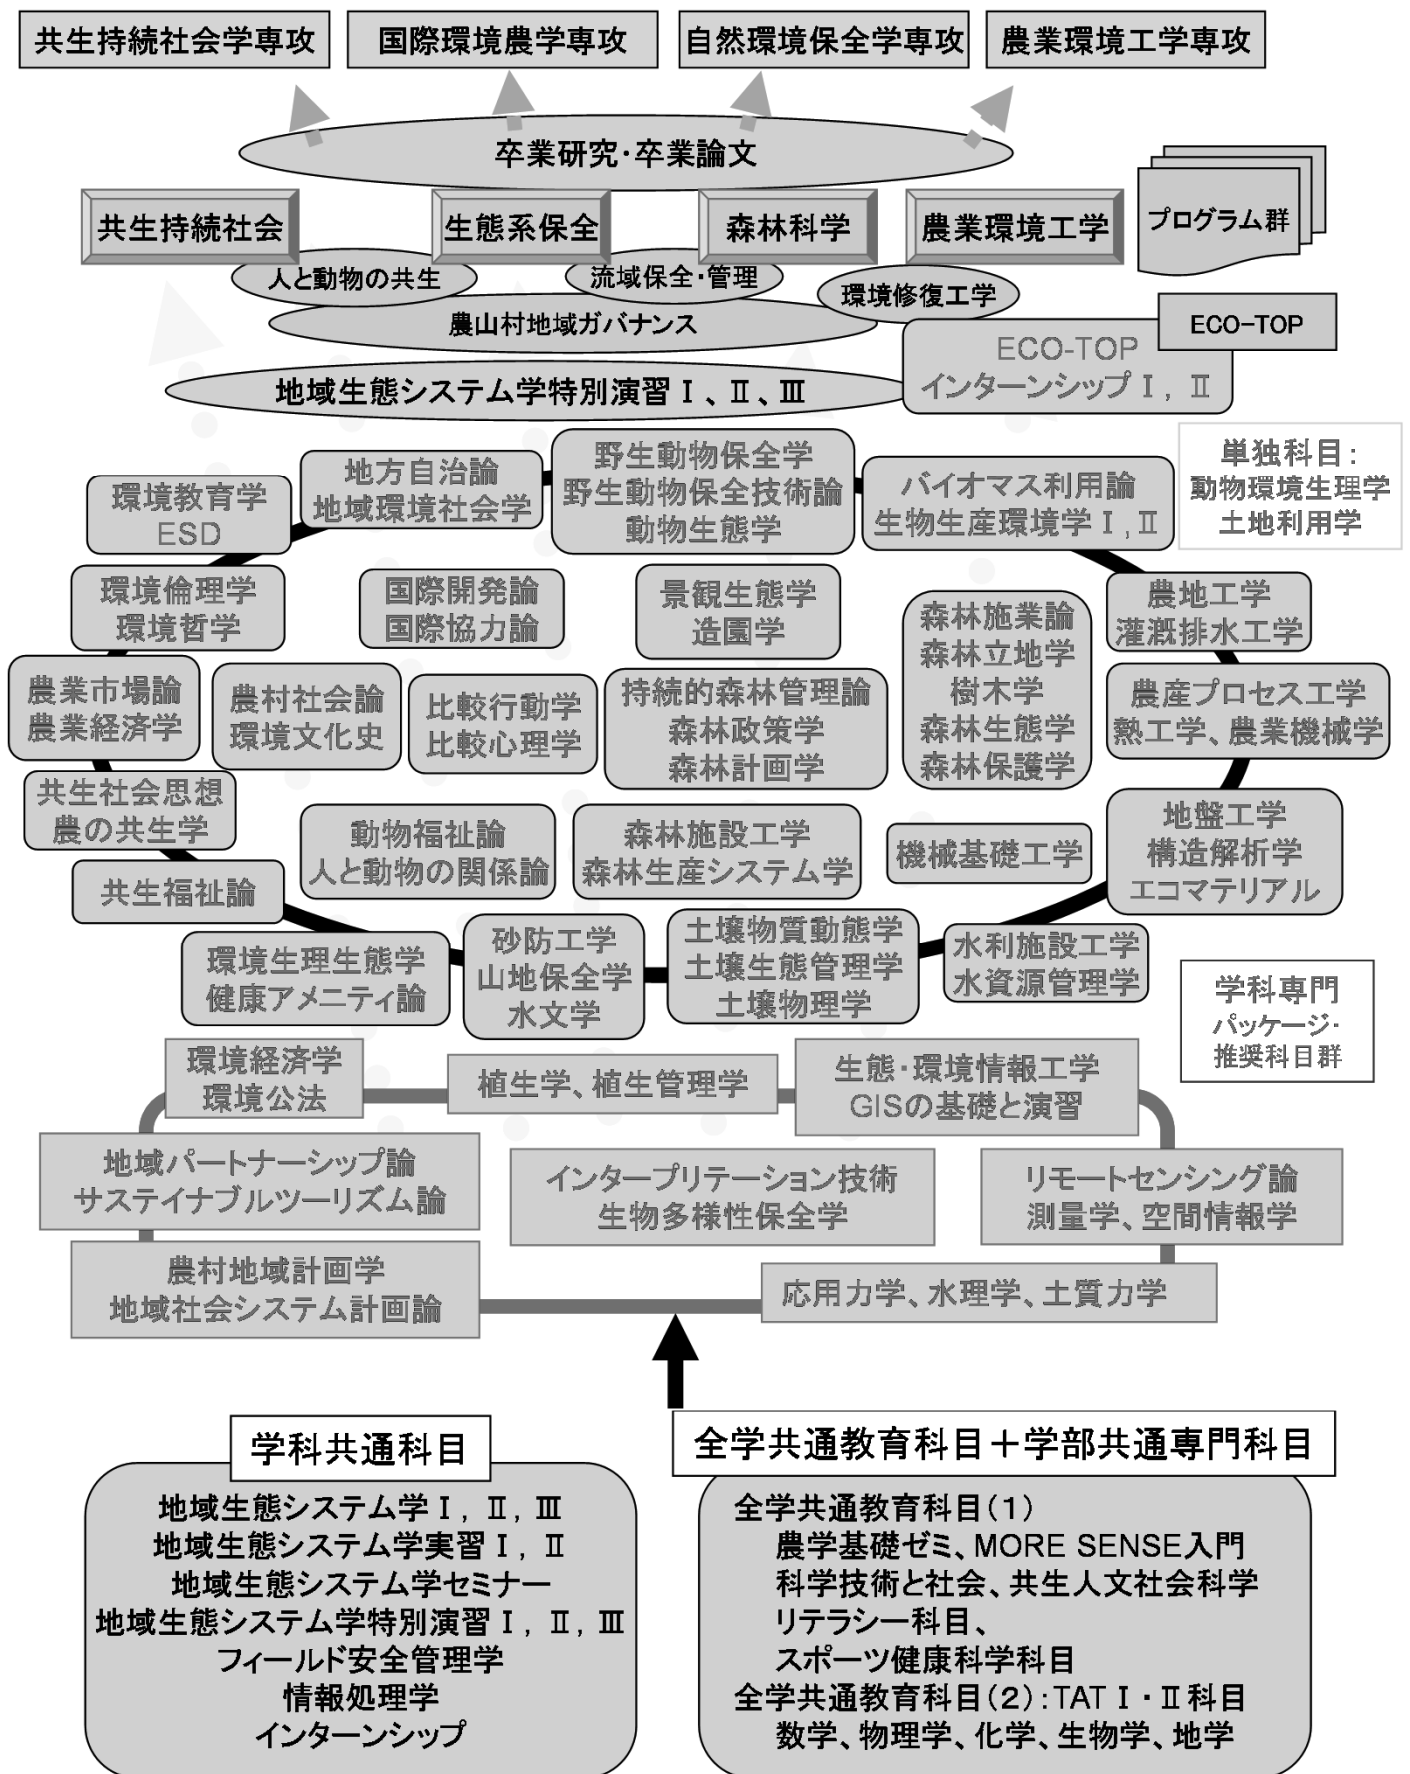 共生持続社会学専攻
国際環境農学専攻
自然環境保全学専攻
農業環境工学専攻
卒業研究・卒業論文
共生持続社会
生態系保全
森林科学
農業環境工学
プログラム群
人と動物の共生
流域保全・管理
環境修復工学
農山村地域ガバナンス
ECO-TOP
ECO-TOP
インターンシップⅠ, Ⅱ
地域生態システム学特別演習Ⅰ、Ⅱ、Ⅲ
環境教育学
ESD
地方自治論
地域環境社会学
野生動物保全学
野生動物保全技術論
動物生態学
バイオマス利用論
生物生産環境学Ⅰ,Ⅱ
単独科目:
動物環境生理学
土地利用学
環境倫理学
環境哲学
国際開発論
国際協力論
景観生態学
造園学
森林施業論
森林立地学
樹木学
森林生態学
森林保護学
農地工学
灌漑排水工学
農業市場論
農業経済学
農村社会論
環境文化史
比較行動学
比較心理学
持続的森林管理論
森林政策学
森林計画学
農産プロセス工学
熱工学、農業機械学
共生社会思想
農の共生学
動物福祉論
人と動物の関係論
森林施設工学
森林生産システム学
機械基礎工学
地盤工学
構造解析学
エコマテリアル
共生福祉論
環境生理生態学
健康アメニティ論
砂防工学
山地保全学
水文学
土壌物質動態学
土壌生態管理学
土壌物理学
水利施設工学
水資源管理学
学科専門
パッケージ・
推奨科目群
環境経済学
環境公法
植生学、植生管理学
生態・環境情報工学
GISの基礎と演習
地域パートナーシップ論
サステイナブルツーリズム論
インタープリテーション技術
生物多様性保全学
リモートセンシング論
測量学、空間情報学
農村地域計画学
地域社会システム計画論
応用力学、水理学、土質力学
学科共通科目
地域生態システム学Ⅰ, Ⅱ, Ⅲ
地域生態システム学実習Ⅰ, Ⅱ
地域生態システム学セミナー
地域生態システム学特別演習Ⅰ, Ⅱ, Ⅲ
フィールド安全管理学
情報処理学
インターンシップ
全学共通教育科目+学部共通専門科目
全学共通教育科目(1)
農学基礎ゼミ、MORE SENSE入門
科学技術と社会、共生人文社会科学
リテラシー科目、
スポーツ健康科学科目
全学共通教育科目(2):TATⅠ・Ⅱ科目
数学、物理学、化学、生物学、地学